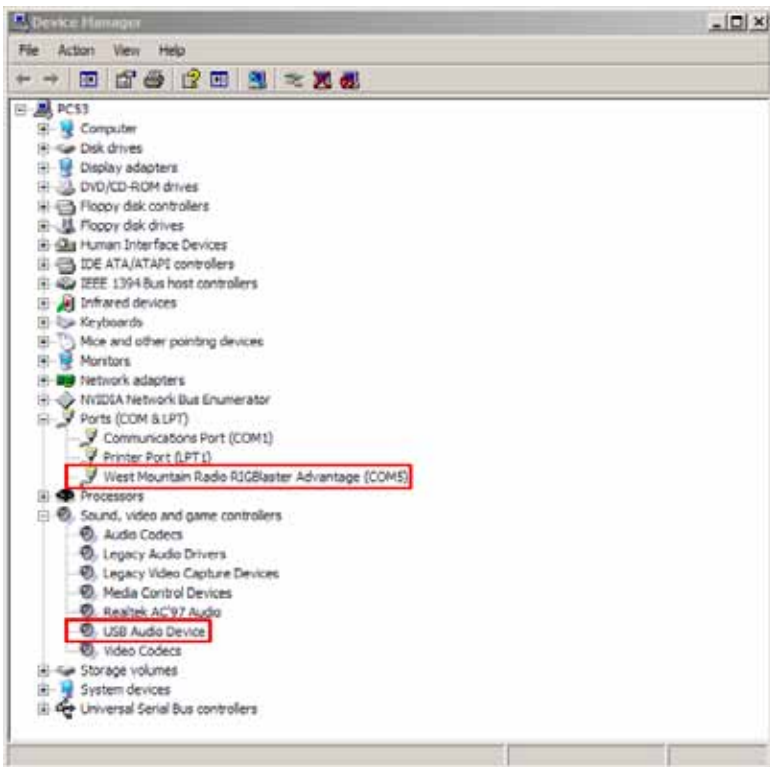 Device Manager
File Action View Help
PC53
Computer
Disk drives
Display adapters
DVD/CD-ROM drives
Floppy disk controllers
Floppy disk drives
Human Interface Devices
IDE ATA/ATAPI controllers
IEEE 1394 Bus host controllers
Infrared devices
Keyboards
Mice and other pointing devices
Monitors
Network adapters
NVIDIA Network Bus Enumerator
Ports (COM & LPT)
Communications Port (COM1)
Printer Port (LPT1)
West Mountain Radio RIGBlaster Advantage (COM5)
Processors
Sound, video and game controllers
Audio Codecs
Legacy Audio Drivers
Legacy Video Capture Devices
Media Control Devices
Realtek AC'97 Audio
USB Audio Device
Video Codecs
Storage volumes
System devices
Universal Serial Bus controllers